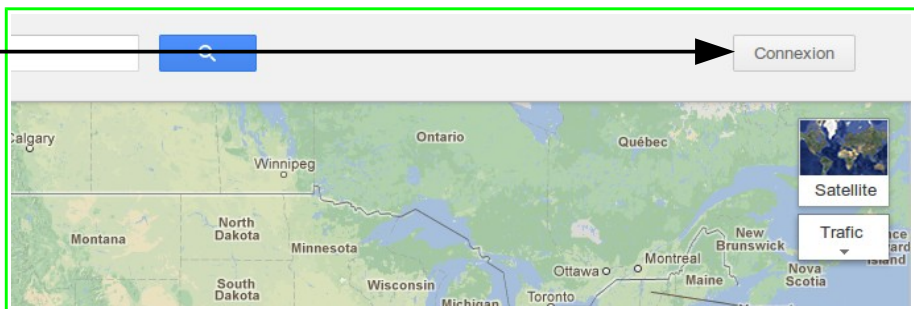 Connexion
Calgary
Ontario
Québec
Winnipeg
Satellite
North
Dakota
Montana
Minnesota
New
Brunswick
Trafic
Ottawa
Montreal
Maine
Nova
Scotia
Island
South
Dakota
Wisconsin
Michigan
Toronto